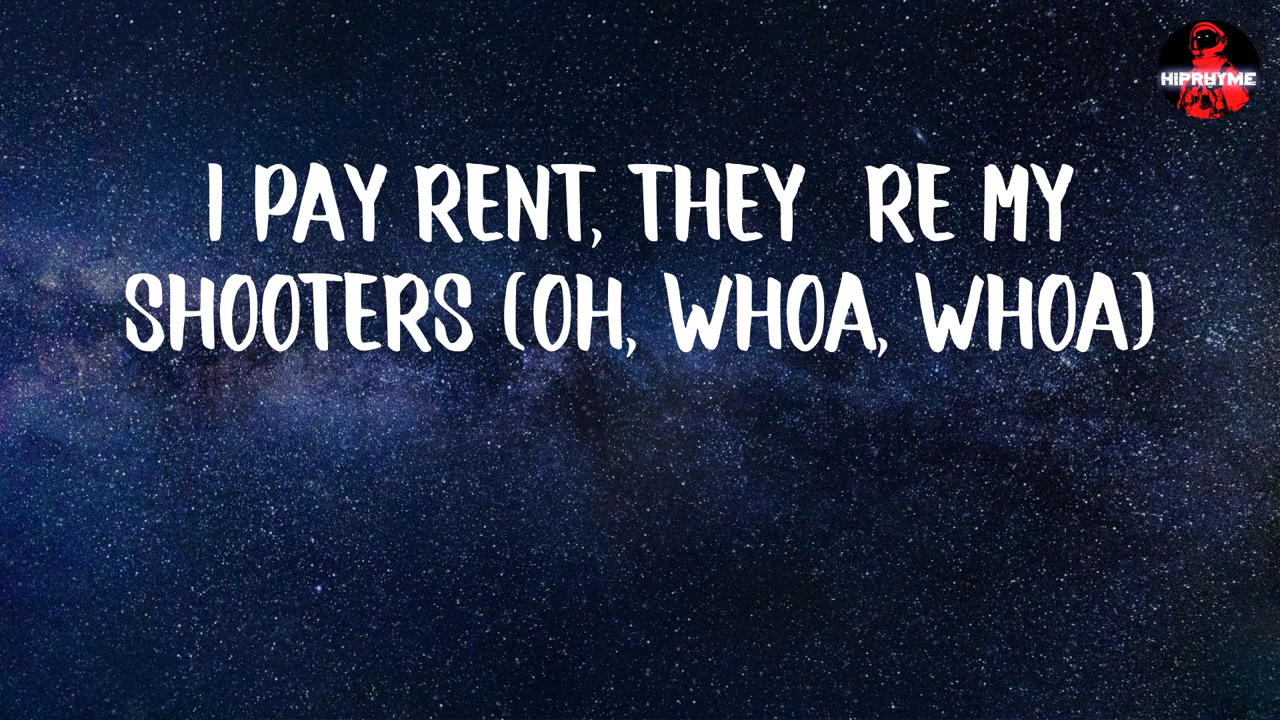 HIPRHYME
I PAY RENT, THEY  RE MY
SHOOTERS (OH, WHOA, WHOA)